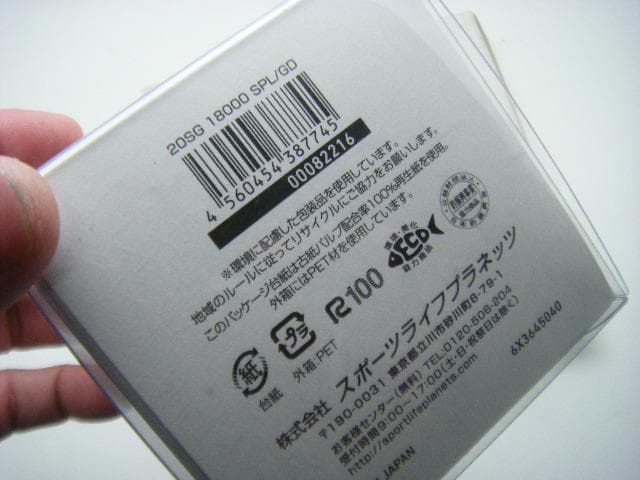 20SG 18000 SPL/GD
4 560454 387745
00082216
※環境に配慮した包装品を使用しています。
地域のルールに従ってリサイクルにご協力をお願いします。
このパッケージ台紙は古紙パルプ配合率100%再生紙を使用。
外箱にはPET材を使用しています。
紙
プラ
R100
ECO
台紙
外箱:PET
株式会社 スポーツライフプラネッツ
〒190-0031 東京都立川市砂川町8-79-1
お客様センター(無料) TEL:0120-506-204
受付時間9:00~17:00(土・日・祝祭日は除く)
http://sportlifeplanets.com
6X3645040
JAPAN